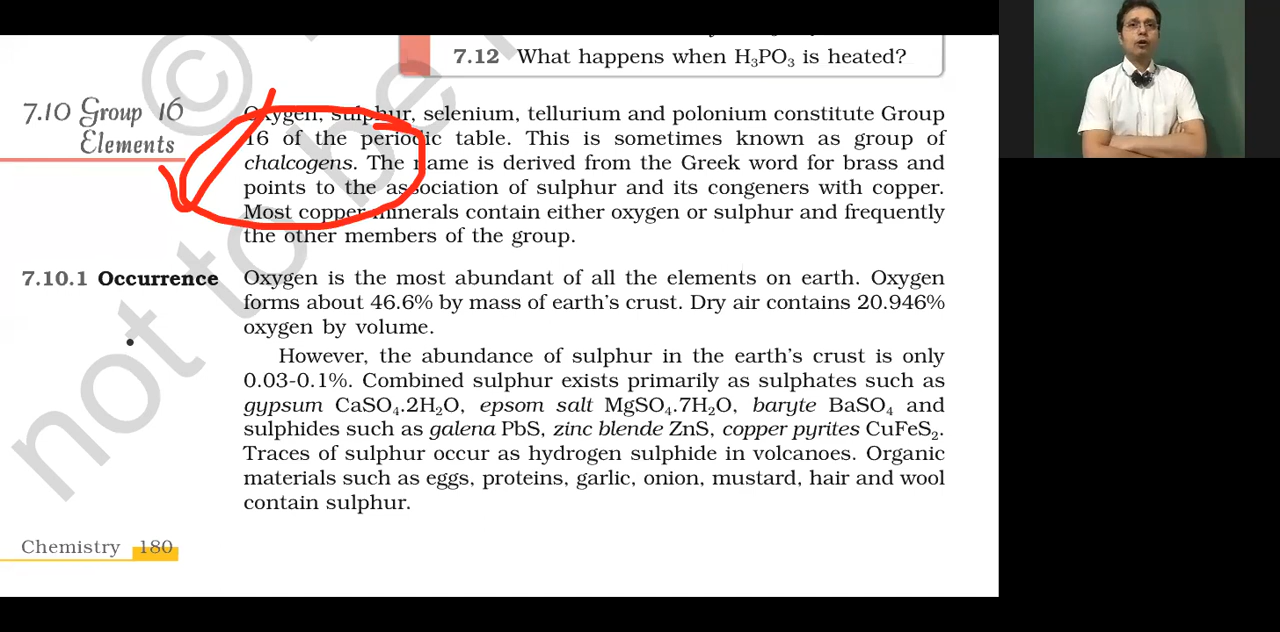 7.12 What happens when H₃PO₃ is heated?
7.10 Group 16
Elements
Oxygen, sulphur, selenium, tellurium and polonium constitute Group
16 of the periodic table. This is sometimes known as group of
chalcogens. The name is derived from the Greek word for brass and
points to the association of sulphur and its congeners with copper.
Most copper minerals contain either oxygen or sulphur and frequently
the other members of the group.
7.10.1 Occurrence
Oxygen is the most abundant of all the elements on earth. Oxygen
forms about 46.6% by mass of earth's crust. Dry air contains 20.946%
oxygen by volume.
However, the abundance of sulphur in the earth's crust is only
0.03-0.1%. Combined sulphur exists primarily as sulphates such as
gypsum CaSO₄.2H₂O, epsom salt MgSO₄.7H₂O, baryte BaSO₄ and
sulphides such as galena PbS, zinc blende ZnS, copper pyrites CuFeS₂.
Traces of sulphur occur as hydrogen sulphide in volcanoes. Organic
materials such as eggs, proteins, garlic, onion, mustard, hair and wool
contain sulphur.
Chemistry 180
not to be
©